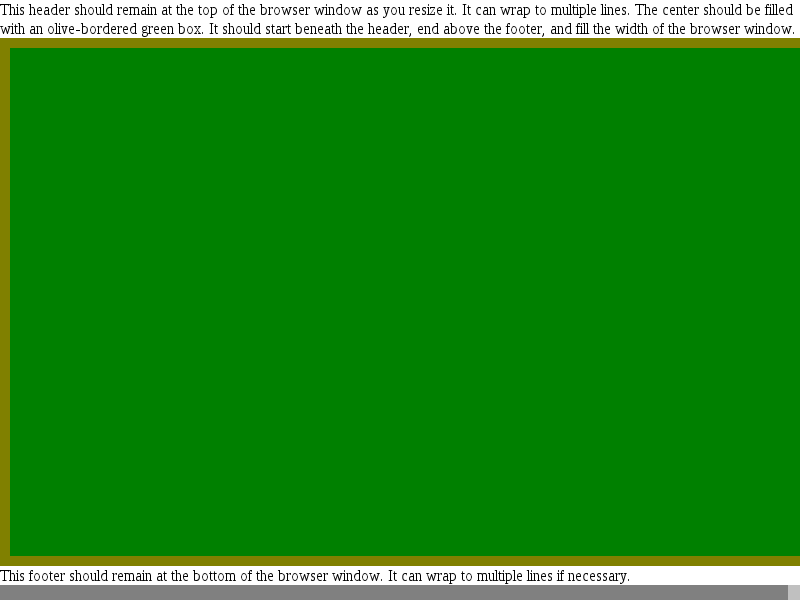 This header should remain at the top of the browser window as you resize it. It can wrap to multiple lines. The center should be filled
with an olive-bordered green box. It should start beneath the header, end above the footer, and fill the width of the browser window.
This footer should remain at the bottom of the browser window. It can wrap to multiple lines if necessary.